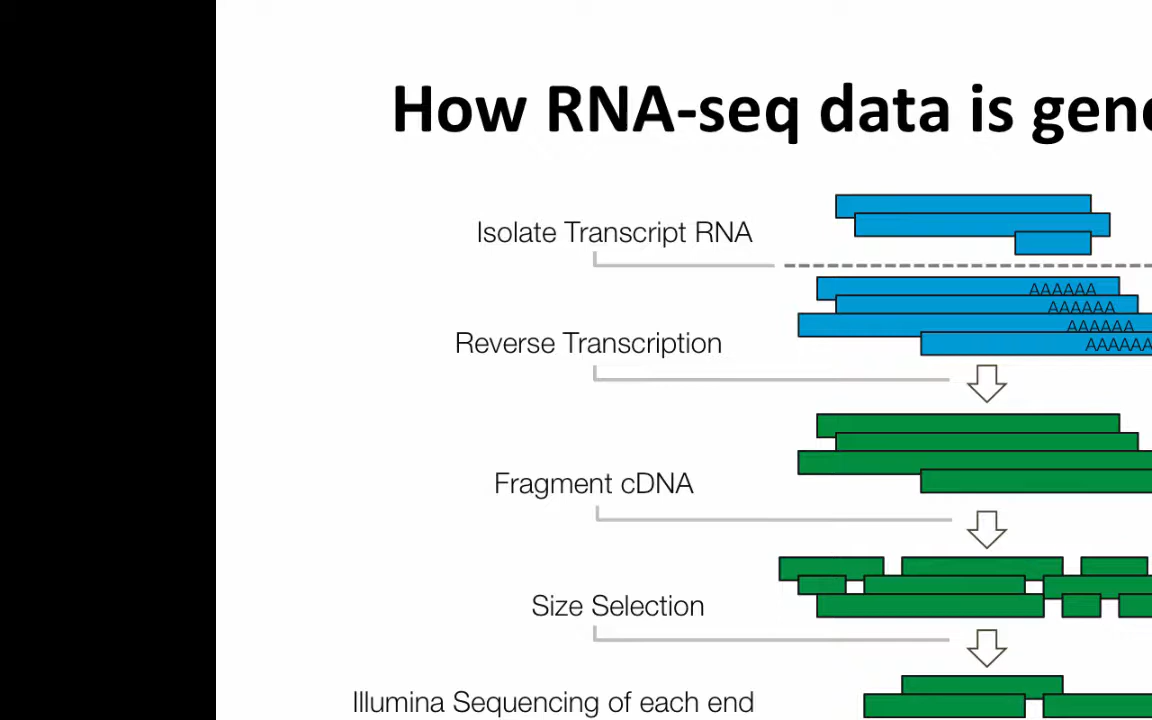 How RNA-seq data is gene
Isolate Transcript RNA
AAAAAA
AAAAAA
AAAAAA
Reverse Transcription
AAAAAA
Fragment cDNA
Size Selection
Illumina Sequencing of each end